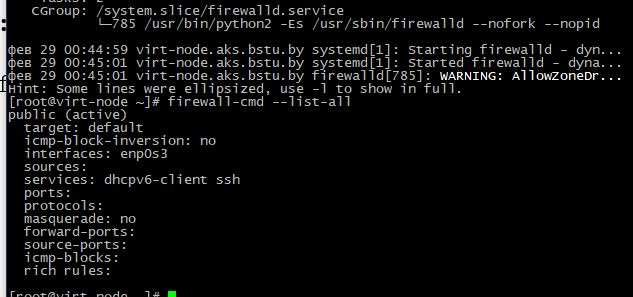 CGroup: /system.slice/firewalld.service
└─785 /usr/bin/python2 -Es /usr/sbin/firewalld --nofork --nopid
фев 29 00:44:59 virt-node.aks.bstu.by systemd[1]: Starting firewalld - dyna...
фев 29 00:45:01 virt-node.aks.bstu.by systemd[1]: Started firewalld - dynam...
фев 29 00:45:01 virt-node.aks.bstu.by firewalld[785]: WARNING: AllowZoneDr...
Hint: Some lines were ellipsized, use -l to show in full.
[root@virt-node ~]# firewall-cmd --list-all
public (active)
target: default
icmp-block-inversion: no
interfaces: enp0s3
sources:
services: dhcpv6-client ssh
ports:
protocols:
masquerade: no
forward-ports:
source-ports:
icmp-blocks:
rich rules:
[root@virt-node ~]#